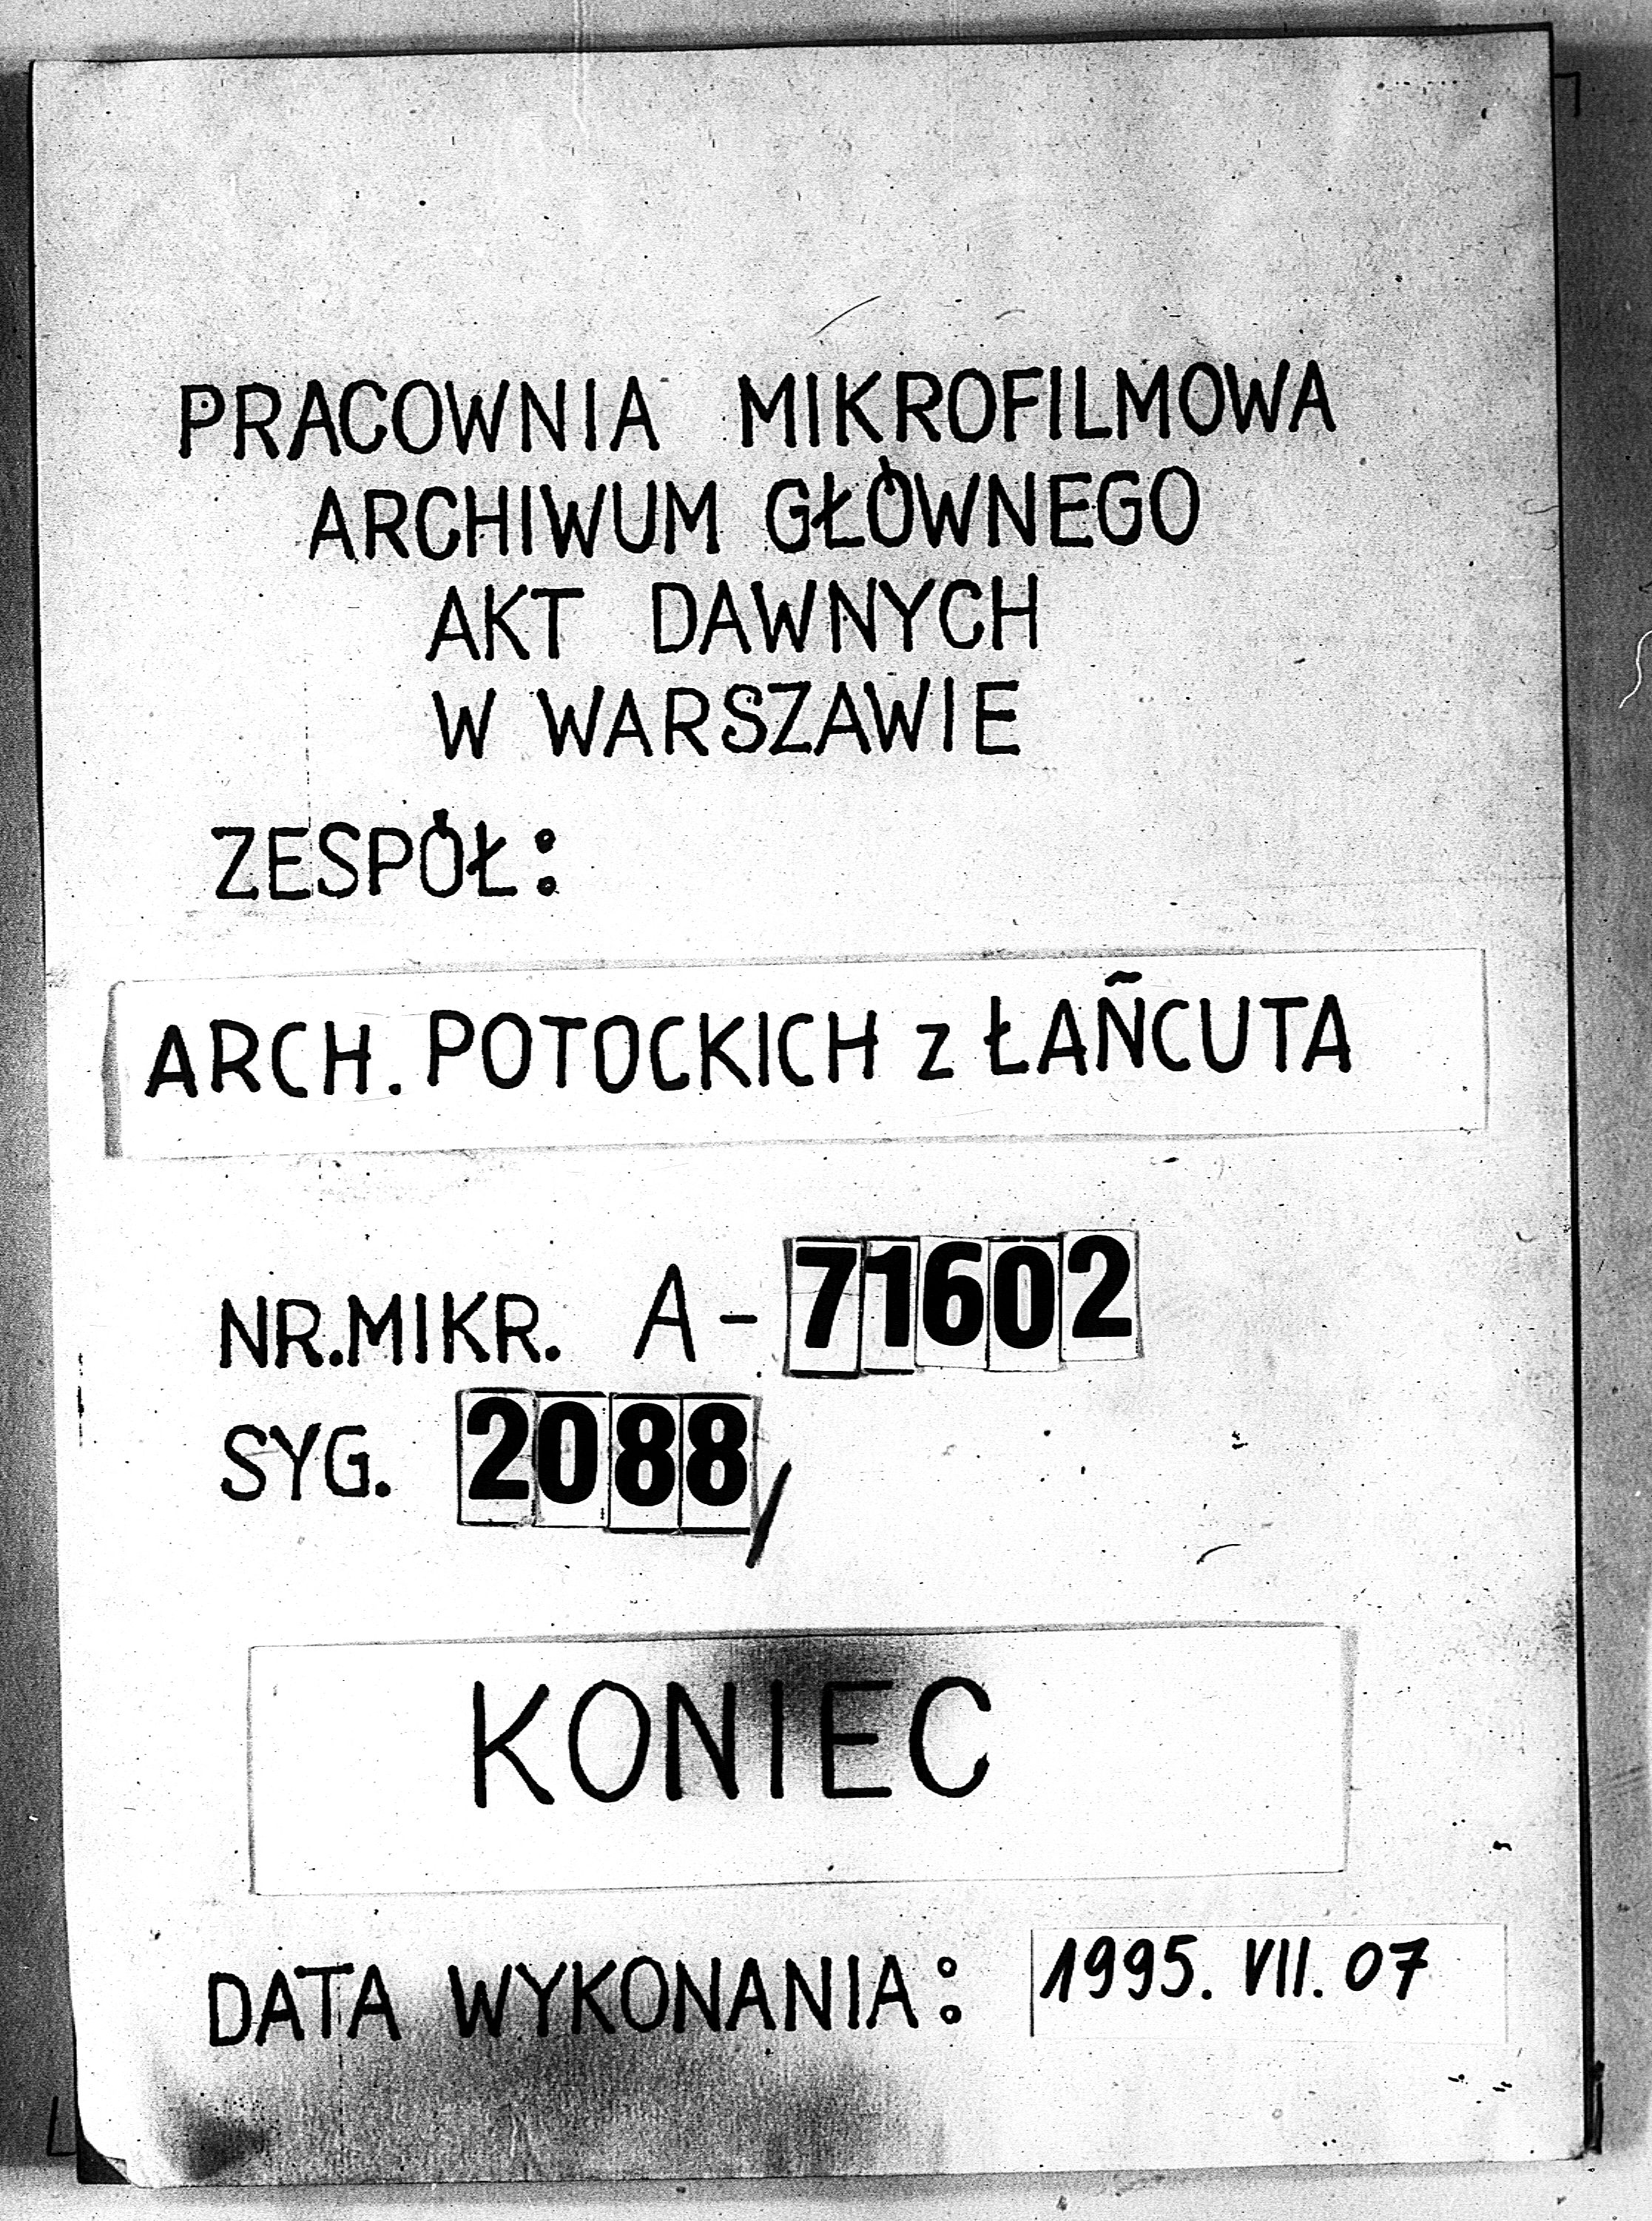 PRACOWNIA MIKROFILMOWA
ARCHIWUM GŁÓWNEGO
AKT DAWNYCH
W WARSZAWIE
ZESPÓŁ:
ARCH. POTOCKICH z ŁAŃCUTA
NR.MIKR. A-71602
SYG. 2088/
KONIEC
DATA WYKONANIA: 1995. VII. 07